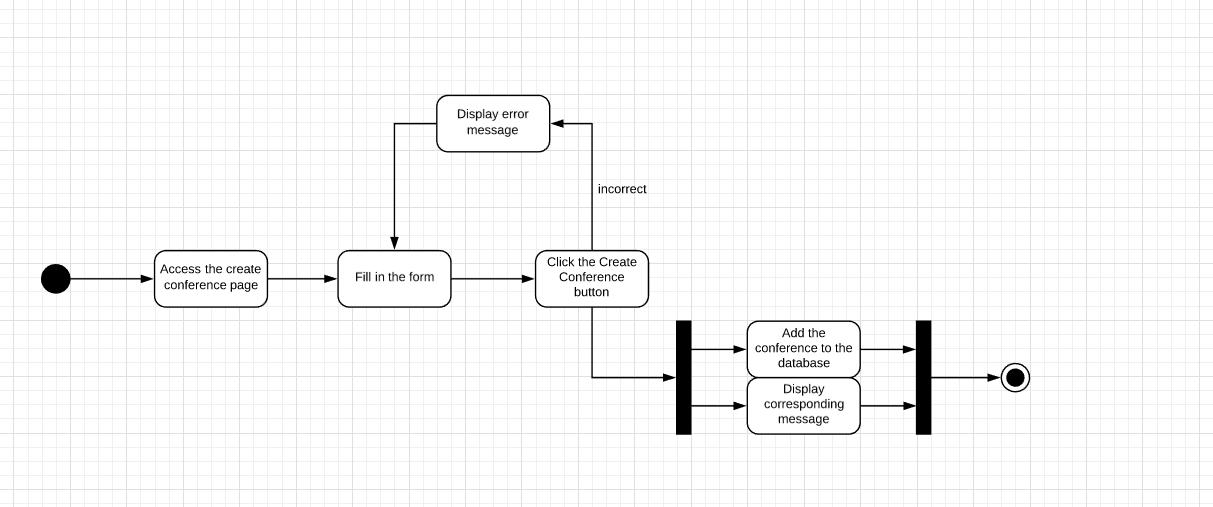 Display error
message
incorrect
Access the create
conference page
Fill in the form
Click the Create
Conference
button
Add the
conference to the
database
Display
corresponding
message